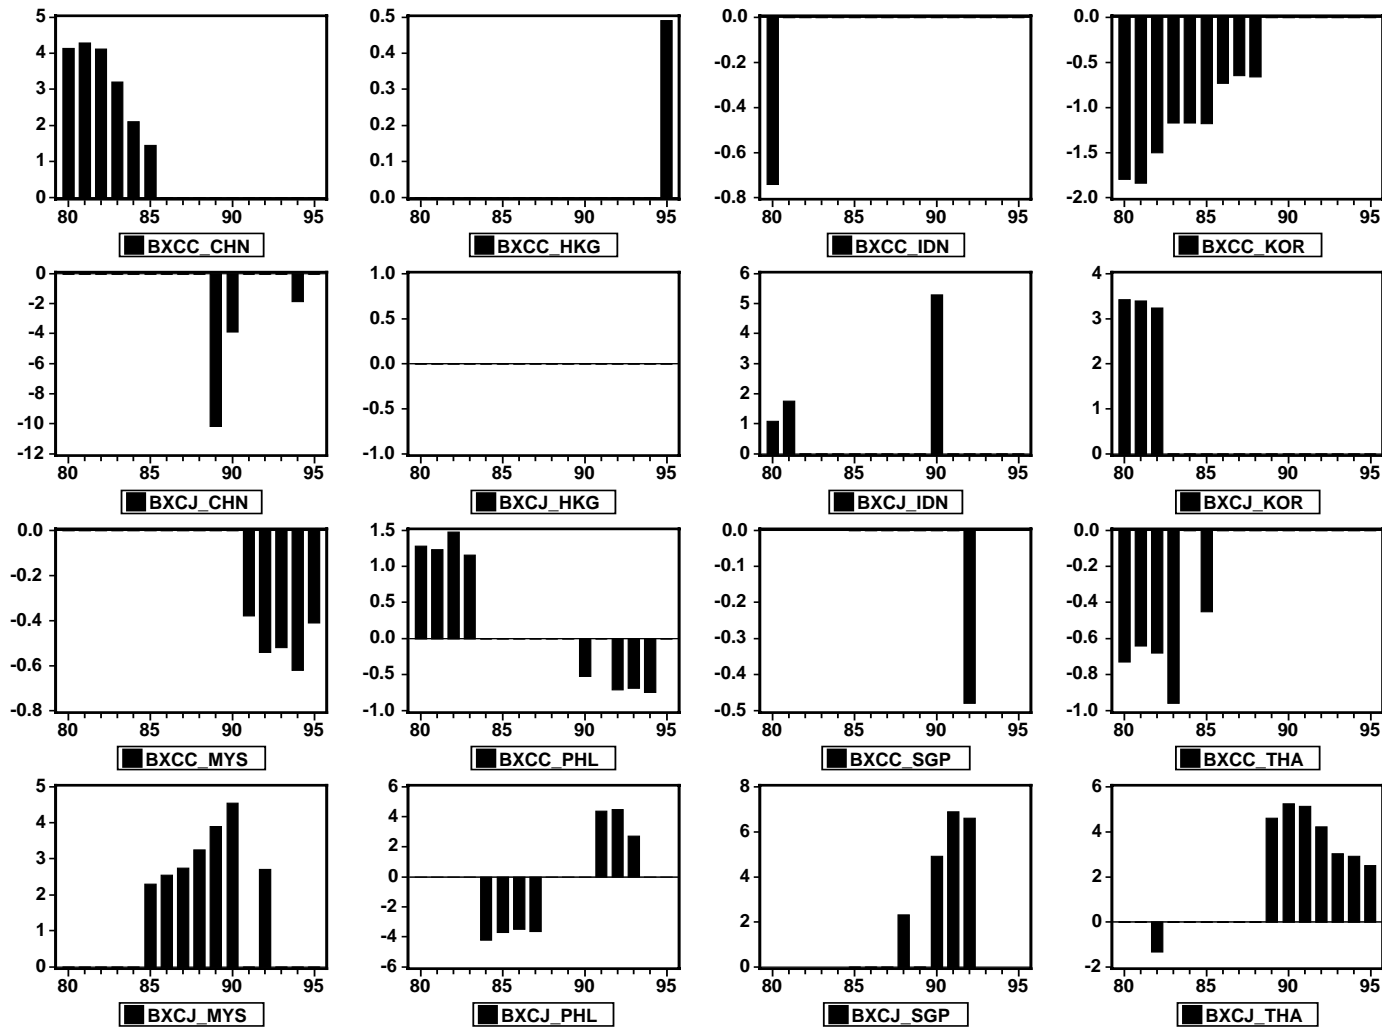 5
4
3
2
1
0
80 85 90 95
BXCC_CHN
0.5
0.4
0.3
0.2
0.1
0.0
80 85 90 95
BXCC_HKG
0.0
-0.2
-0.4
-0.6
-0.8
80 85 90 95
BXCC_IDN
0.0
-0.5
-1.0
-1.5
-2.0
80 85 90 95
BXCC_KOR
0
-2
-4
-6
-8
-10
-12
80 85 90 95
BXCJ_CHN
1.0
0.5
0.0
-0.5
-1.0
80 85 90 95
BXCJ_HKG
6
5
4
3
2
1
0
80 85 90 95
BXCJ_IDN
4
3
2
1
0
80 85 90 95
BXCJ_KOR
0.0
-0.2
-0.4
-0.6
-0.8
80 85 90 95
BXCC_MYS
1.5
1.0
0.5
0.0
-0.5
-1.0
80 85 90 95
BXCC_PHL
0.0
-0.1
-0.2
-0.3
-0.4
-0.5
80 85 90 95
BXCC_SGP
0.0
-0.2
-0.4
-0.6
-0.8
-1.0
80 85 90 95
BXCC_THA
5
4
3
2
1
0
80 85 90 95
BXCJ_MYS
6
4
2
0
-2
-4
-6
80 85 90 95
BXCJ_PHL
8
6
4
2
0
80 85 90 95
BXCJ_SGP
6
4
2
0
-2
80 85 90 95
BXCJ_THA